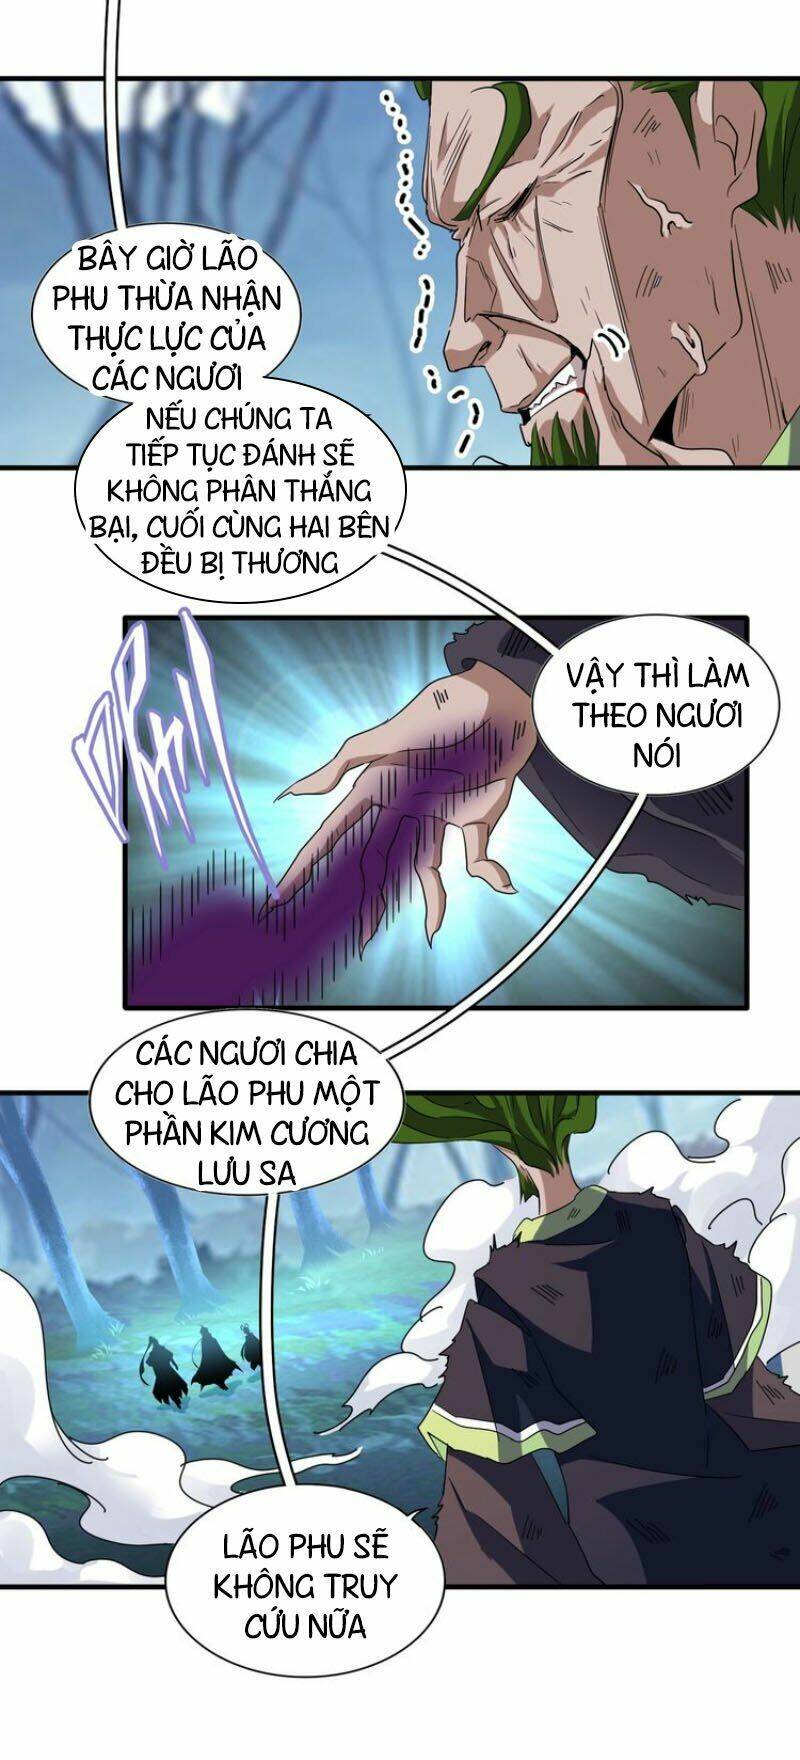 BÂY GIỜ LÃO
PHU THỪA NHẬN
THỰC LỰC CỦA
CÁC NGƯƠI
NẾU CHÚNG TA
TIẾP TỤC ĐÁNH SẼ
KHÔNG PHÂN THẮNG
BẠI, CUỐI CÙNG HAI BÊN
ĐỀU BỊ THƯƠNG
VẬY THÌ LÀM
THEO NGƯƠI
NÓI
CÁC NGƯƠI CHIA
CHO LÃO PHU MỘT
PHẦN KIM CƯƠNG
LƯU SA
LÃO PHU SẼ
KHÔNG TRUY
CỨU NỮA